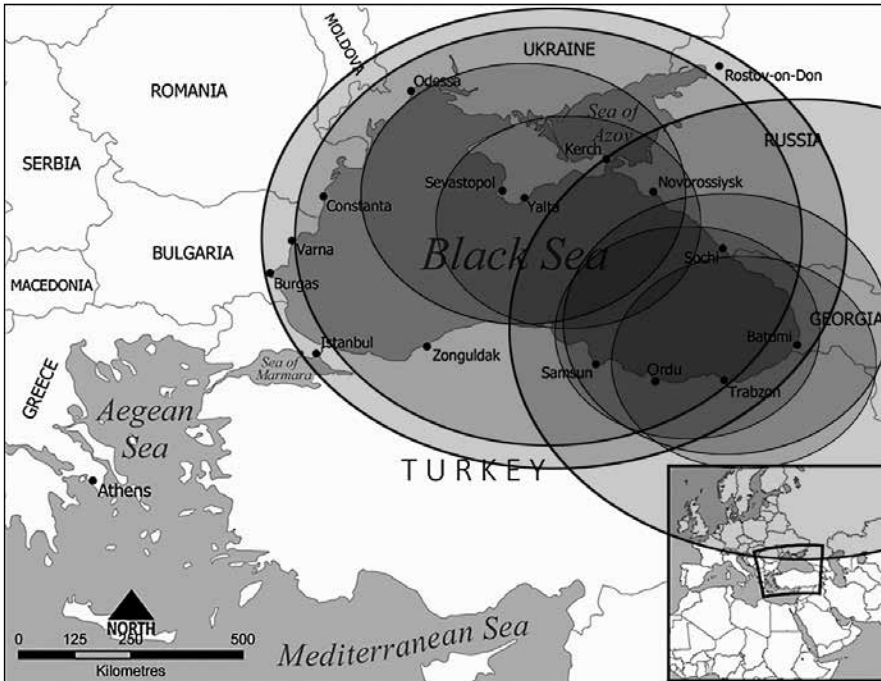 MOLDOVA
UKRAINE
Rostov-on-Don
ROMANIA
Odessa
Sea of
Azov
RUSSIA
SERBIA
Kerch
Sevastopol
Novorossiysk
Yalta
Constanta
BULGARIA
Varna
Black Sea
Sochi
MACEDONIA
Burgas
GEORGIA
Istanbul
Batumi
Zonguldak
Sea of
Marmara
Samsun
Ordu
Trabzon
GREECE
Aegean
Sea
TURKEY
Athens
NORTH
0 125 250 500
Kilometres
Mediterranean Sea